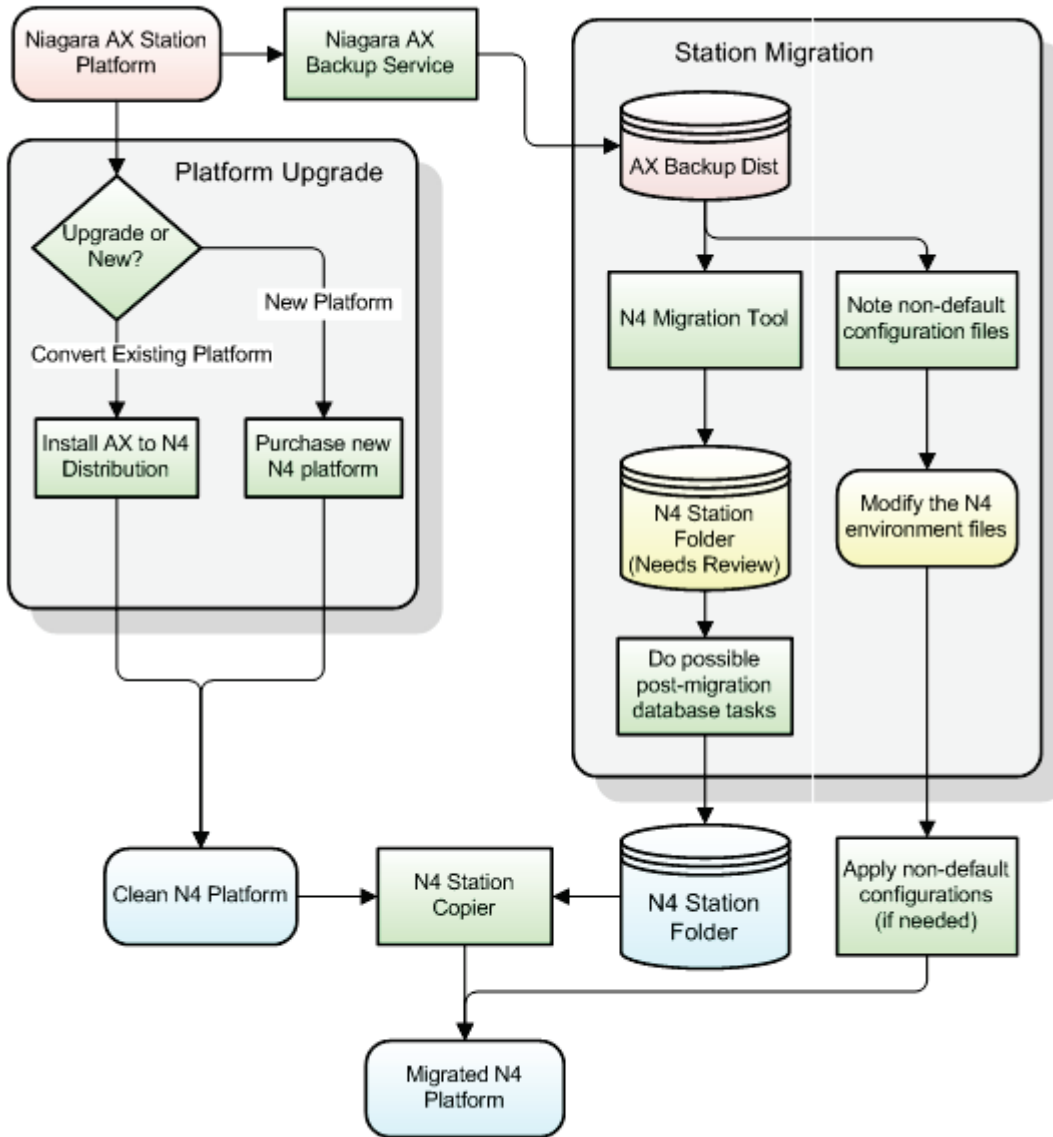 Niagara AX Station
Platform
Niagara AX
Backup Service
Station Migration
AX Backup Dist
Platform Upgrade
Upgrade or
New?
New Platform
Convert Existing Platform
Install AX to N4
Distribution
Purchase new
N4 platform
N4 Migration Tool
Note non-default
configuration files
N4 Station
Folder
(Needs Review)
Modify the N4
environment files
Do possible
post-migration
database tasks
Clean N4 Platform
N4 Station
Copier
N4 Station
Folder
Apply non-default
configurations
(if needed)
Migrated N4
Platform